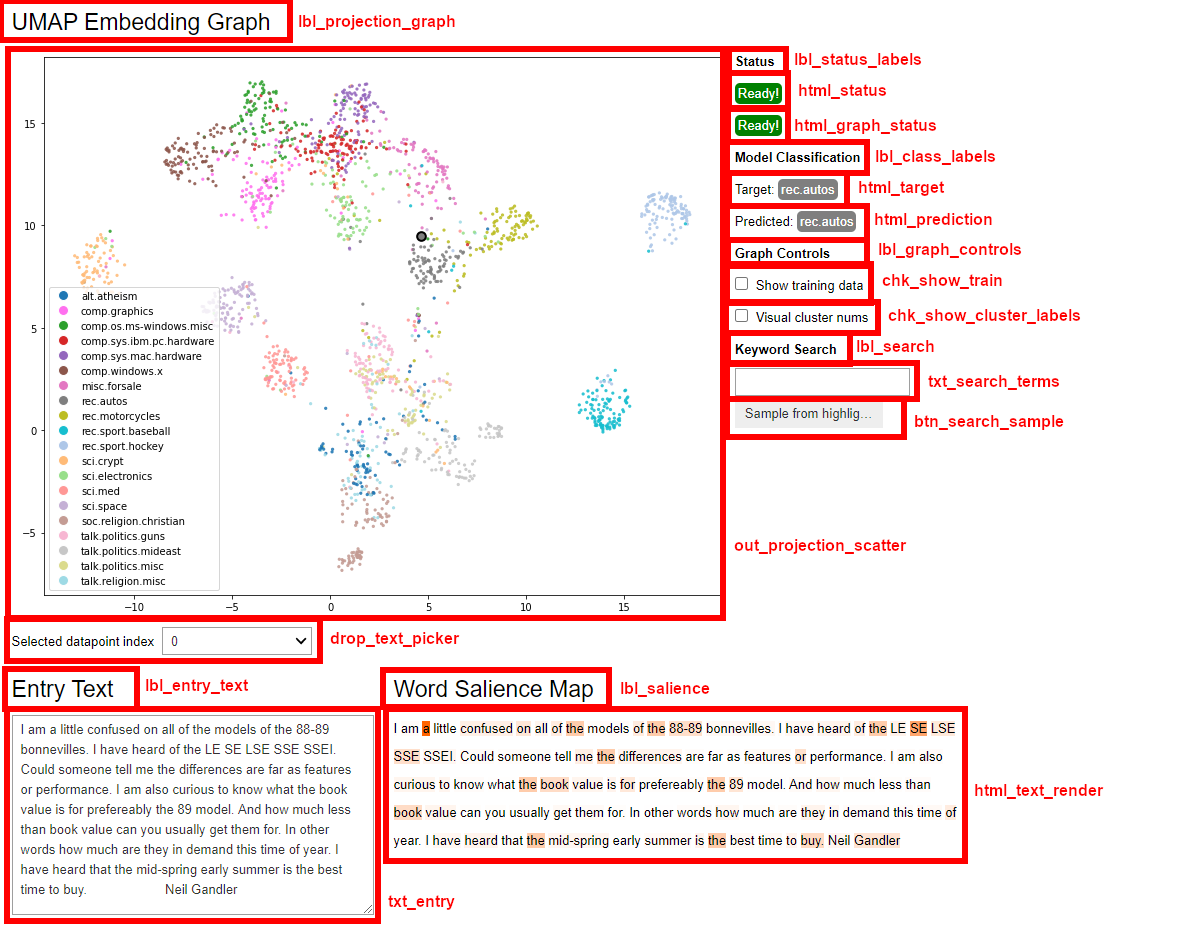 UMAP Embedding Graph
lbl_projection_graph
Status
lbl_status_labels
Ready!
html_status
Ready!
html_graph_status
Model Classification
lbl_class_labels
Target: rec.autos
html_target
Predicted: rec.autos
html_prediction
Graph Controls
lbl_graph_controls
Show training data
chk_show_train
Visual cluster nums
chk_show_cluster_labels
Keyword Search
lbl_search
txt_search_terms
Sample from highlig...
btn_search_sample
15
10
5
0
−5
alt.atheism
comp.graphics
comp.os.ms-windows.misc
comp.sys.ibm.pc.hardware
comp.sys.mac.hardware
comp.windows.x
misc.forsale
rec.autos
rec.motorcycles
rec.sport.baseball
rec.sport.hockey
sci.crypt
sci.electronics
sci.med
sci.space
soc.religion.christian
talk.politics.guns
talk.politics.mideast
talk.politics.misc
talk.religion.misc
−10 −5 0 5 10 15
out_projection_scatter
Selected datapoint index 0
drop_text_picker
Entry Text
lbl_entry_text
I am a little confused on all of the models of the 88-89
bonnevilles. I have heard of the LE SE LSE SSE SSEI.
Could someone tell me the differences are far as features
or performance. I am also curious to know what the book
value is for prefereably the 89 model. And how much less
than book value can you usually get them for. In other
words how much are they in demand this time of year. I
have heard that the mid-spring early summer is the best
time to buy. Neil Gandler
txt_entry
Word Salience Map
lbl_salience
I am a little confused on all of the models of the 88-89 bonnevilles. I have heard of the LE SE LSE
SSE SSEI. Could someone tell me the differences are far as features or performance. I am also
curious to know what the book value is for prefereably the 89 model. And how much less than
book value can you usually get them for. In other words how much are they in demand this time of
year. I have heard that the mid-spring early summer is the best time to buy. Neil Gandler
html_text_render